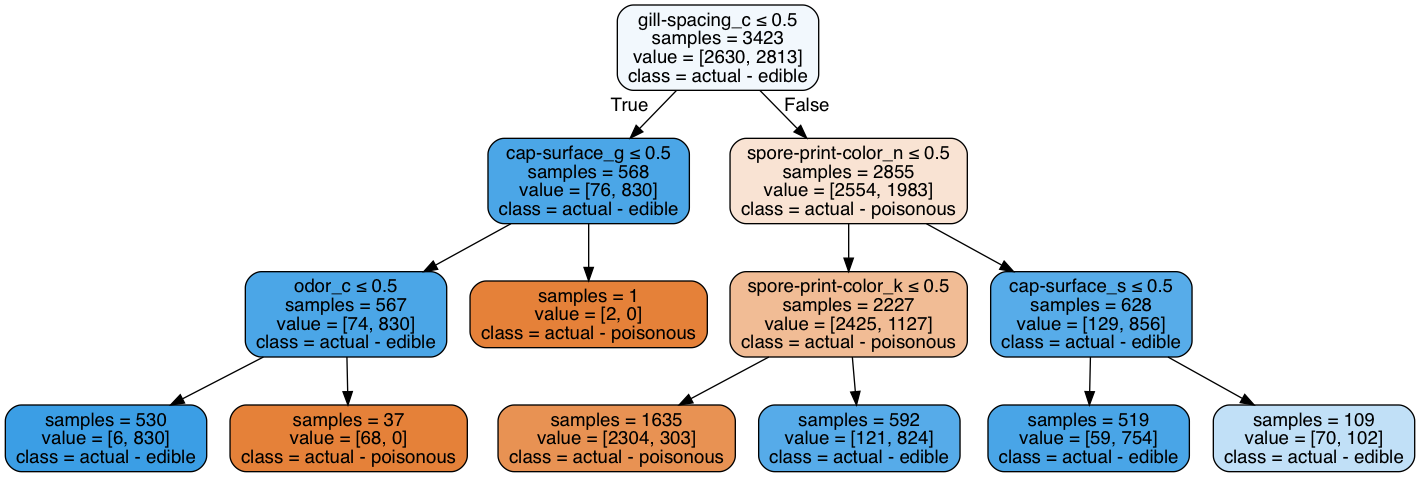 gill-spacing_c ≤ 0.5
samples = 3423
value = [2630, 2813]
class = actual - edible
True
False
cap-surface_g ≤ 0.5
samples = 568
value = [76, 830]
class = actual - edible
spore-print-color_n ≤ 0.5
samples = 2855
value = [2554, 1983]
class = actual - poisonous
odor_c ≤ 0.5
samples = 567
value = [74, 830]
class = actual - edible
samples = 1
value = [2, 0]
class = actual - poisonous
spore-print-color_k ≤ 0.5
samples = 2227
value = [2425, 1127]
class = actual - poisonous
cap-surface_s ≤ 0.5
samples = 628
value = [129, 856]
class = actual - edible
samples = 530
value = [6, 830]
class = actual - edible
samples = 37
value = [68, 0]
class = actual - poisonous
samples = 1635
value = [2304, 303]
class = actual - poisonous
samples = 592
value = [121, 824]
class = actual - edible
samples = 519
value = [59, 754]
class = actual - edible
samples = 109
value = [70, 102]
class = actual - edible